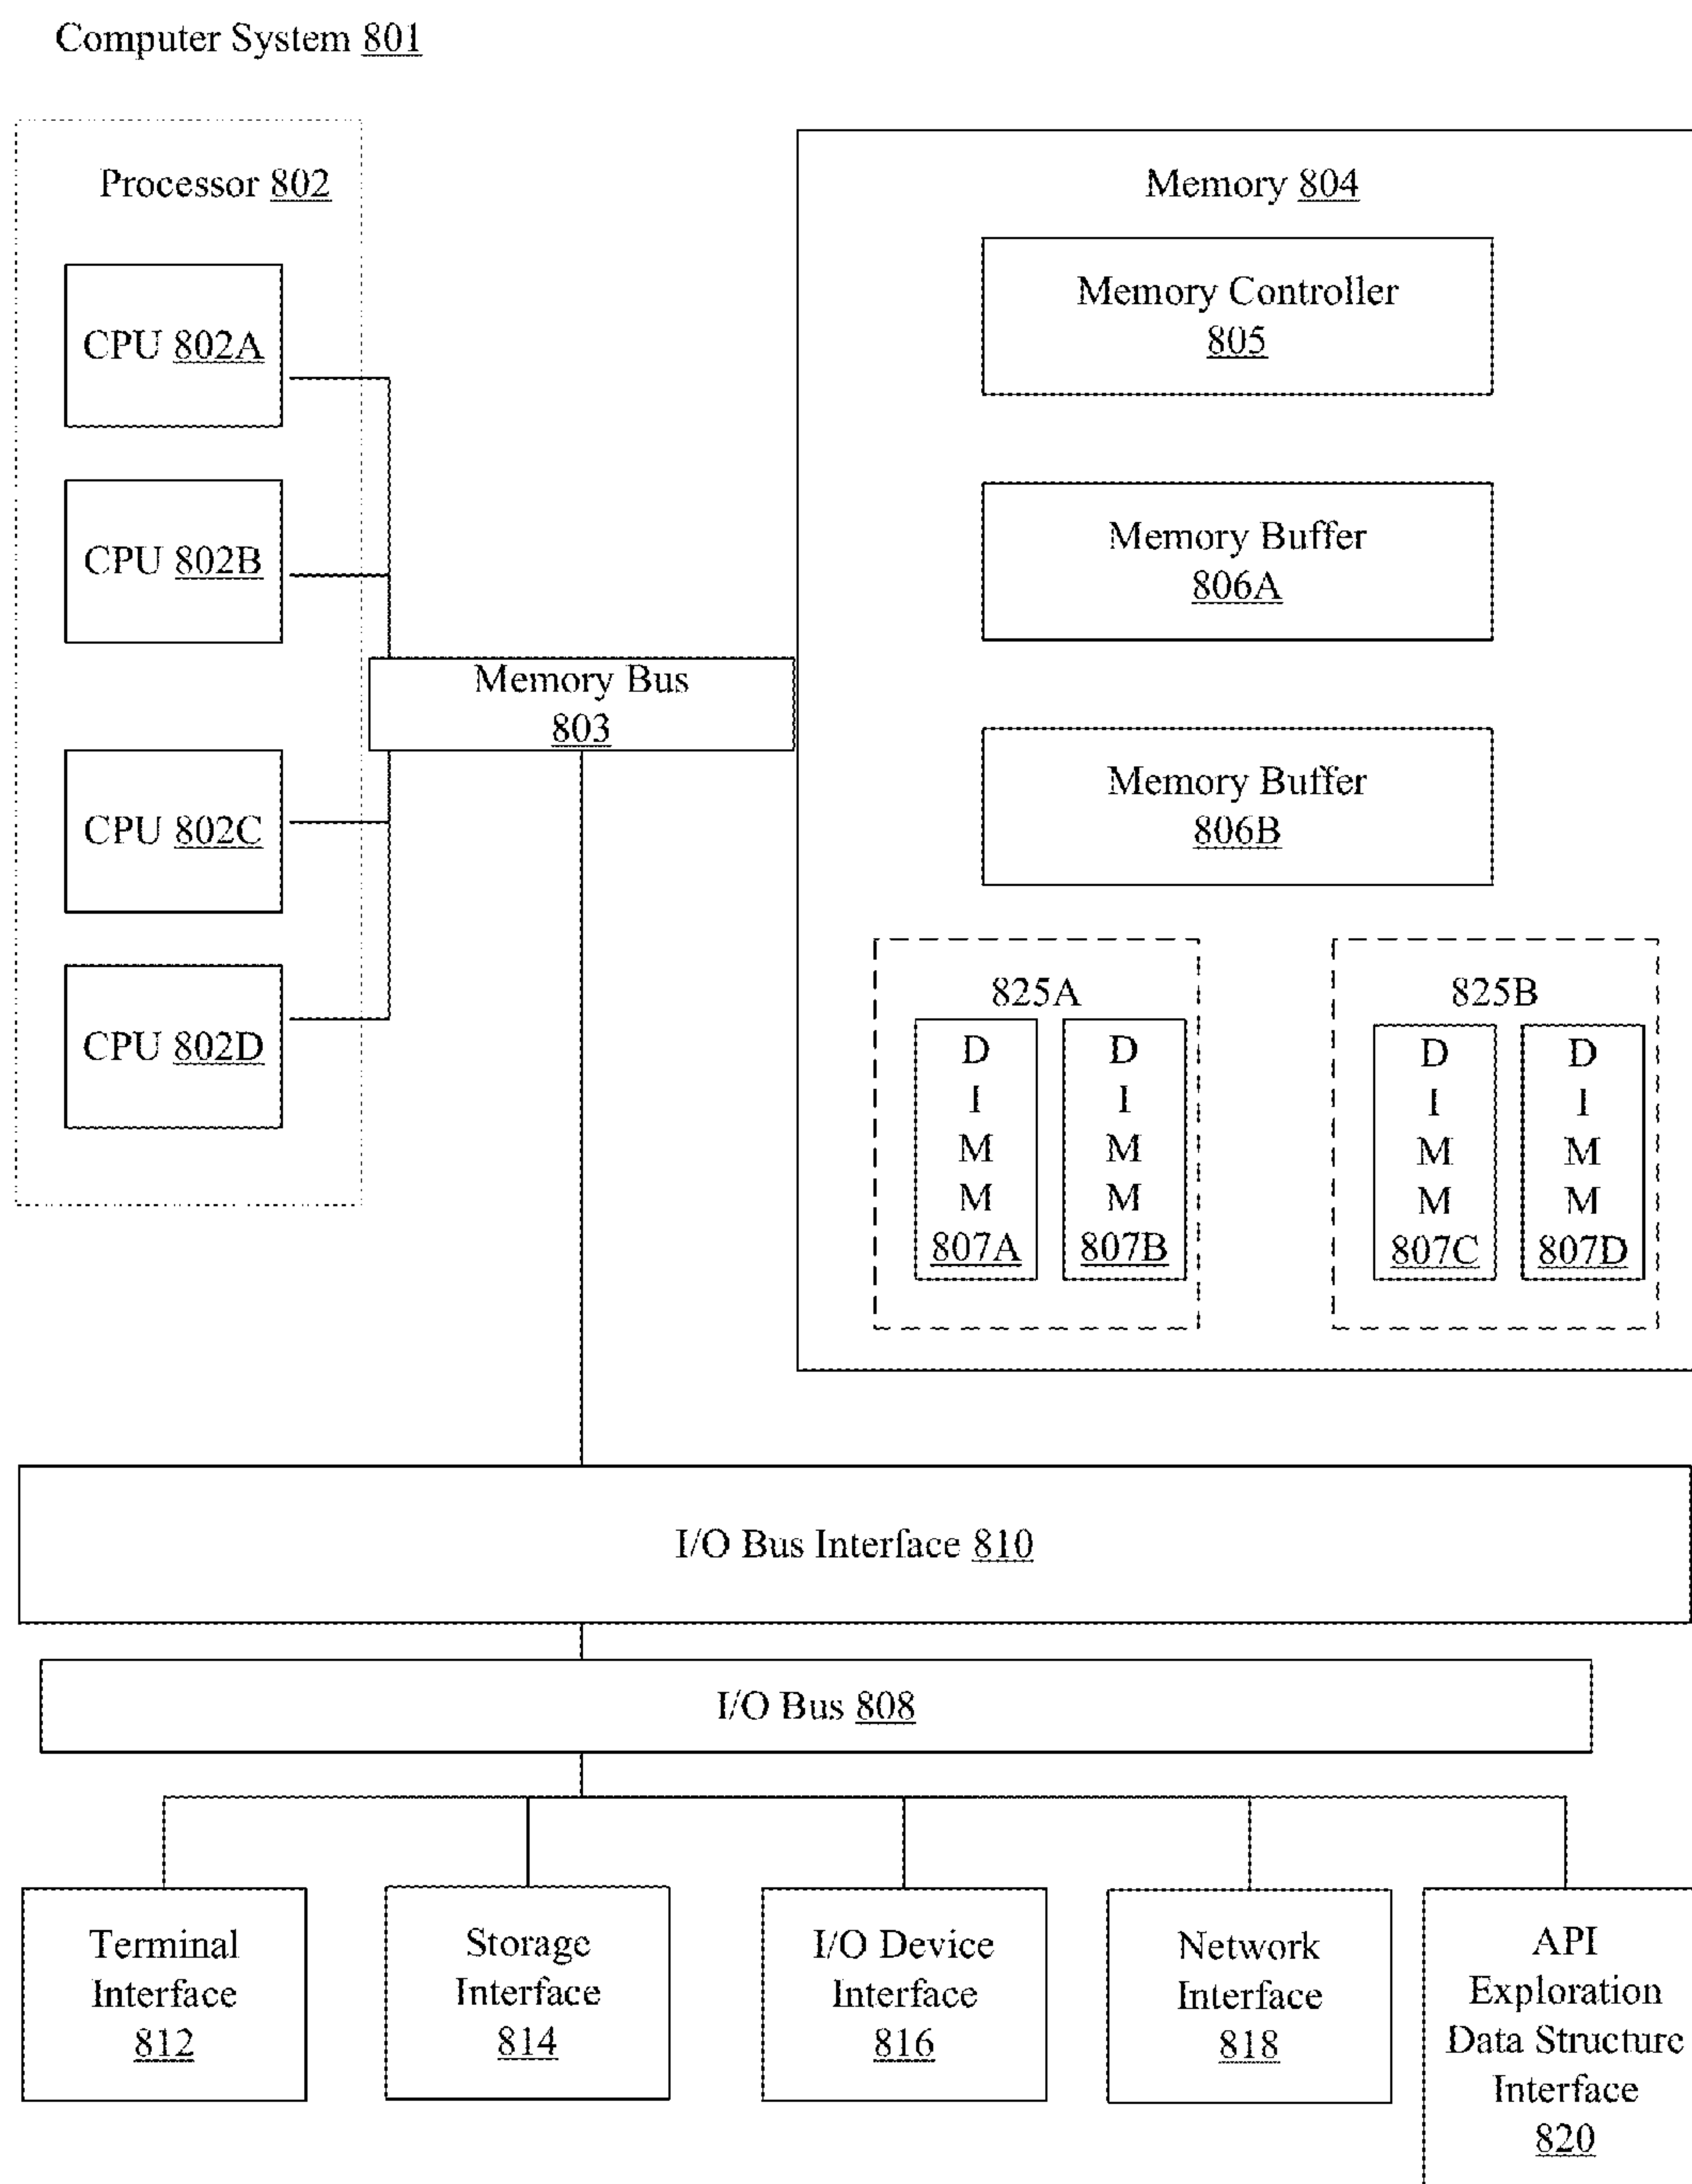 Computer System 801
Processor 802
CPU 802A
CPU 802B
CPU 802C
CPU 802D
Memory Bus
803
Memory 804
Memory Controller
805
Memory Buffer
806A
Memory Buffer
806B
825A
D
I
M
M
807A
D
I
M
M
807B
825B
D
I
M
M
807C
D
I
M
M
807D
I/O Bus Interface 810
I/O Bus 808
Terminal
Interface
812
Storage
Interface
814
I/O Device
Interface
816
Network
Interface
818
API
Exploration
Data Structure
Interface
820